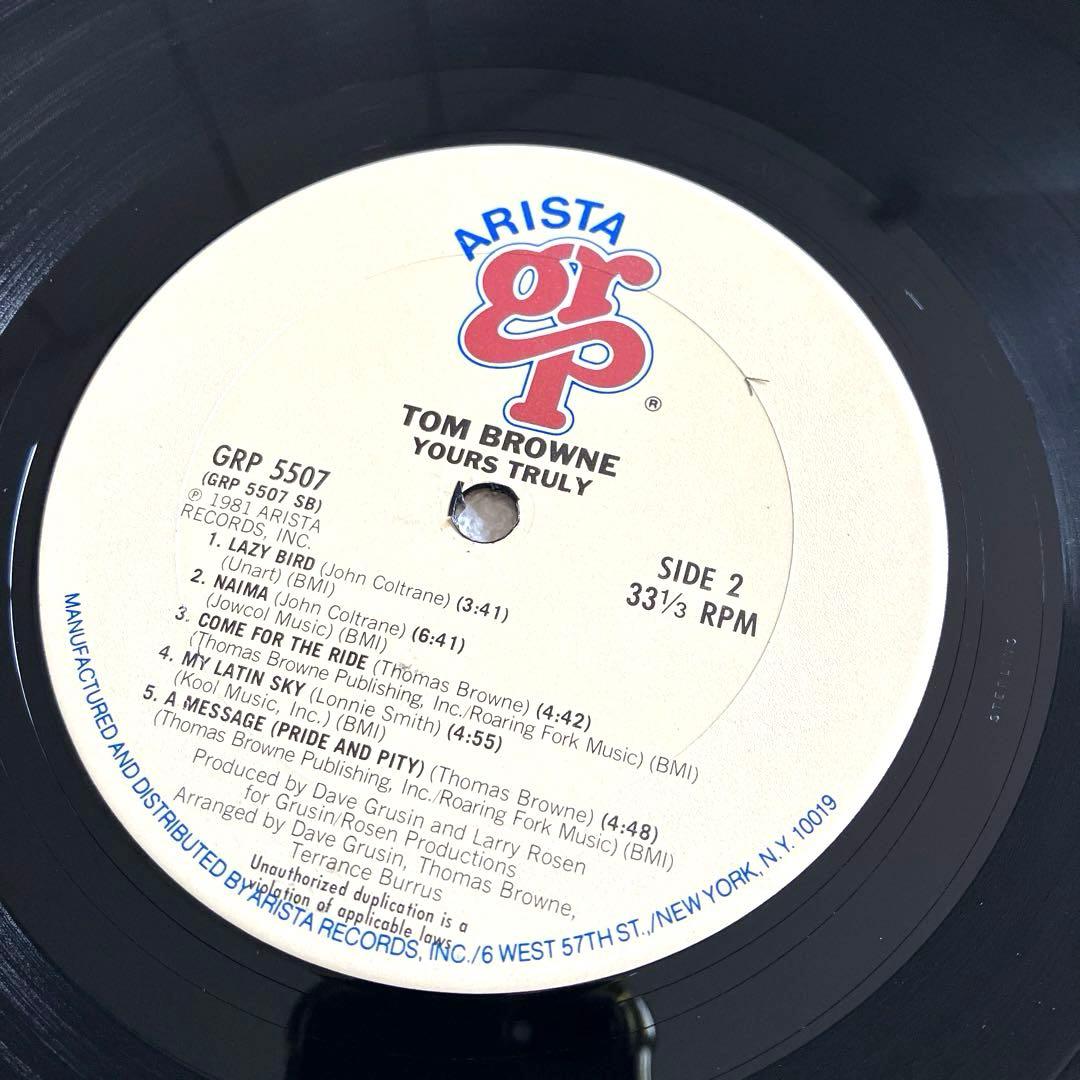 ARISTA
grp
®
TOM BROWNE
YOURS TRULY
GRP 5507
(GRP 5507 SB)
℗ 1981 ARISTA
RECORDS, INC.
SIDE 2
33⅓ RPM
1. LAZY BIRD (John Coltrane) (3:41)
(Unart) (BMI)
2. NAIMA (John Coltrane) (6:41)
(Jowcol Music) (BMI)
3. COME FOR THE RIDE (Thomas Browne) (4:42)
(Thomas Browne Publishing, Inc./Roaring Fork Music) (BMI)
4. MY LATIN SKY (Lonnie Smith) (4:55)
(Kool Music, Inc.) (BMI)
5. A MESSAGE (PRIDE AND PITY) (Thomas Browne) (4:48)
(Thomas Browne Publishing, Inc./Roaring Fork Music) (BMI)
Produced by Dave Grusin and Larry Rosen
for Grusin/Rosen Productions
Arranged by Dave Grusin, Thomas Browne,
Terrance Burrus
Unauthorized duplication is a
violation of applicable laws.
MANUFACTURED AND DISTRIBUTED BY ARISTA RECORDS, INC./6 WEST 57TH ST.,/NEW YORK, N.Y. 10019
STERLING